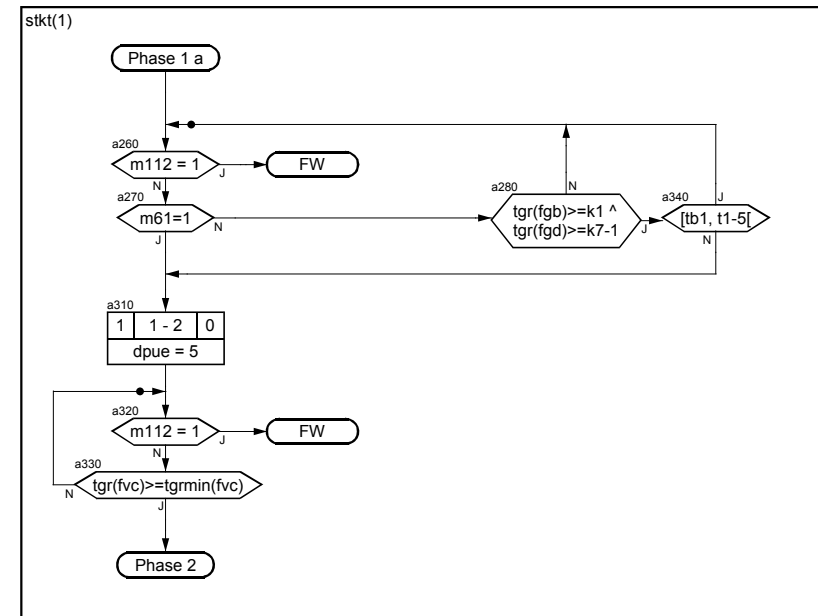 stkt(1)
Phase 1 a
a260
m112 = 1
J
FW
N
a270
m61=1
N
J
a280
N
tgr(fgb)>=k1 ^
tgr(fgd)>=k7-1
J
a340
J
[tb1, t1-5[
N
a310
1 1 - 2 0
dpue = 5
a320
m112 = 1
J
FW
N
a330
tgr(fvc)>=tgrmin(fvc)
N
J
Phase 2